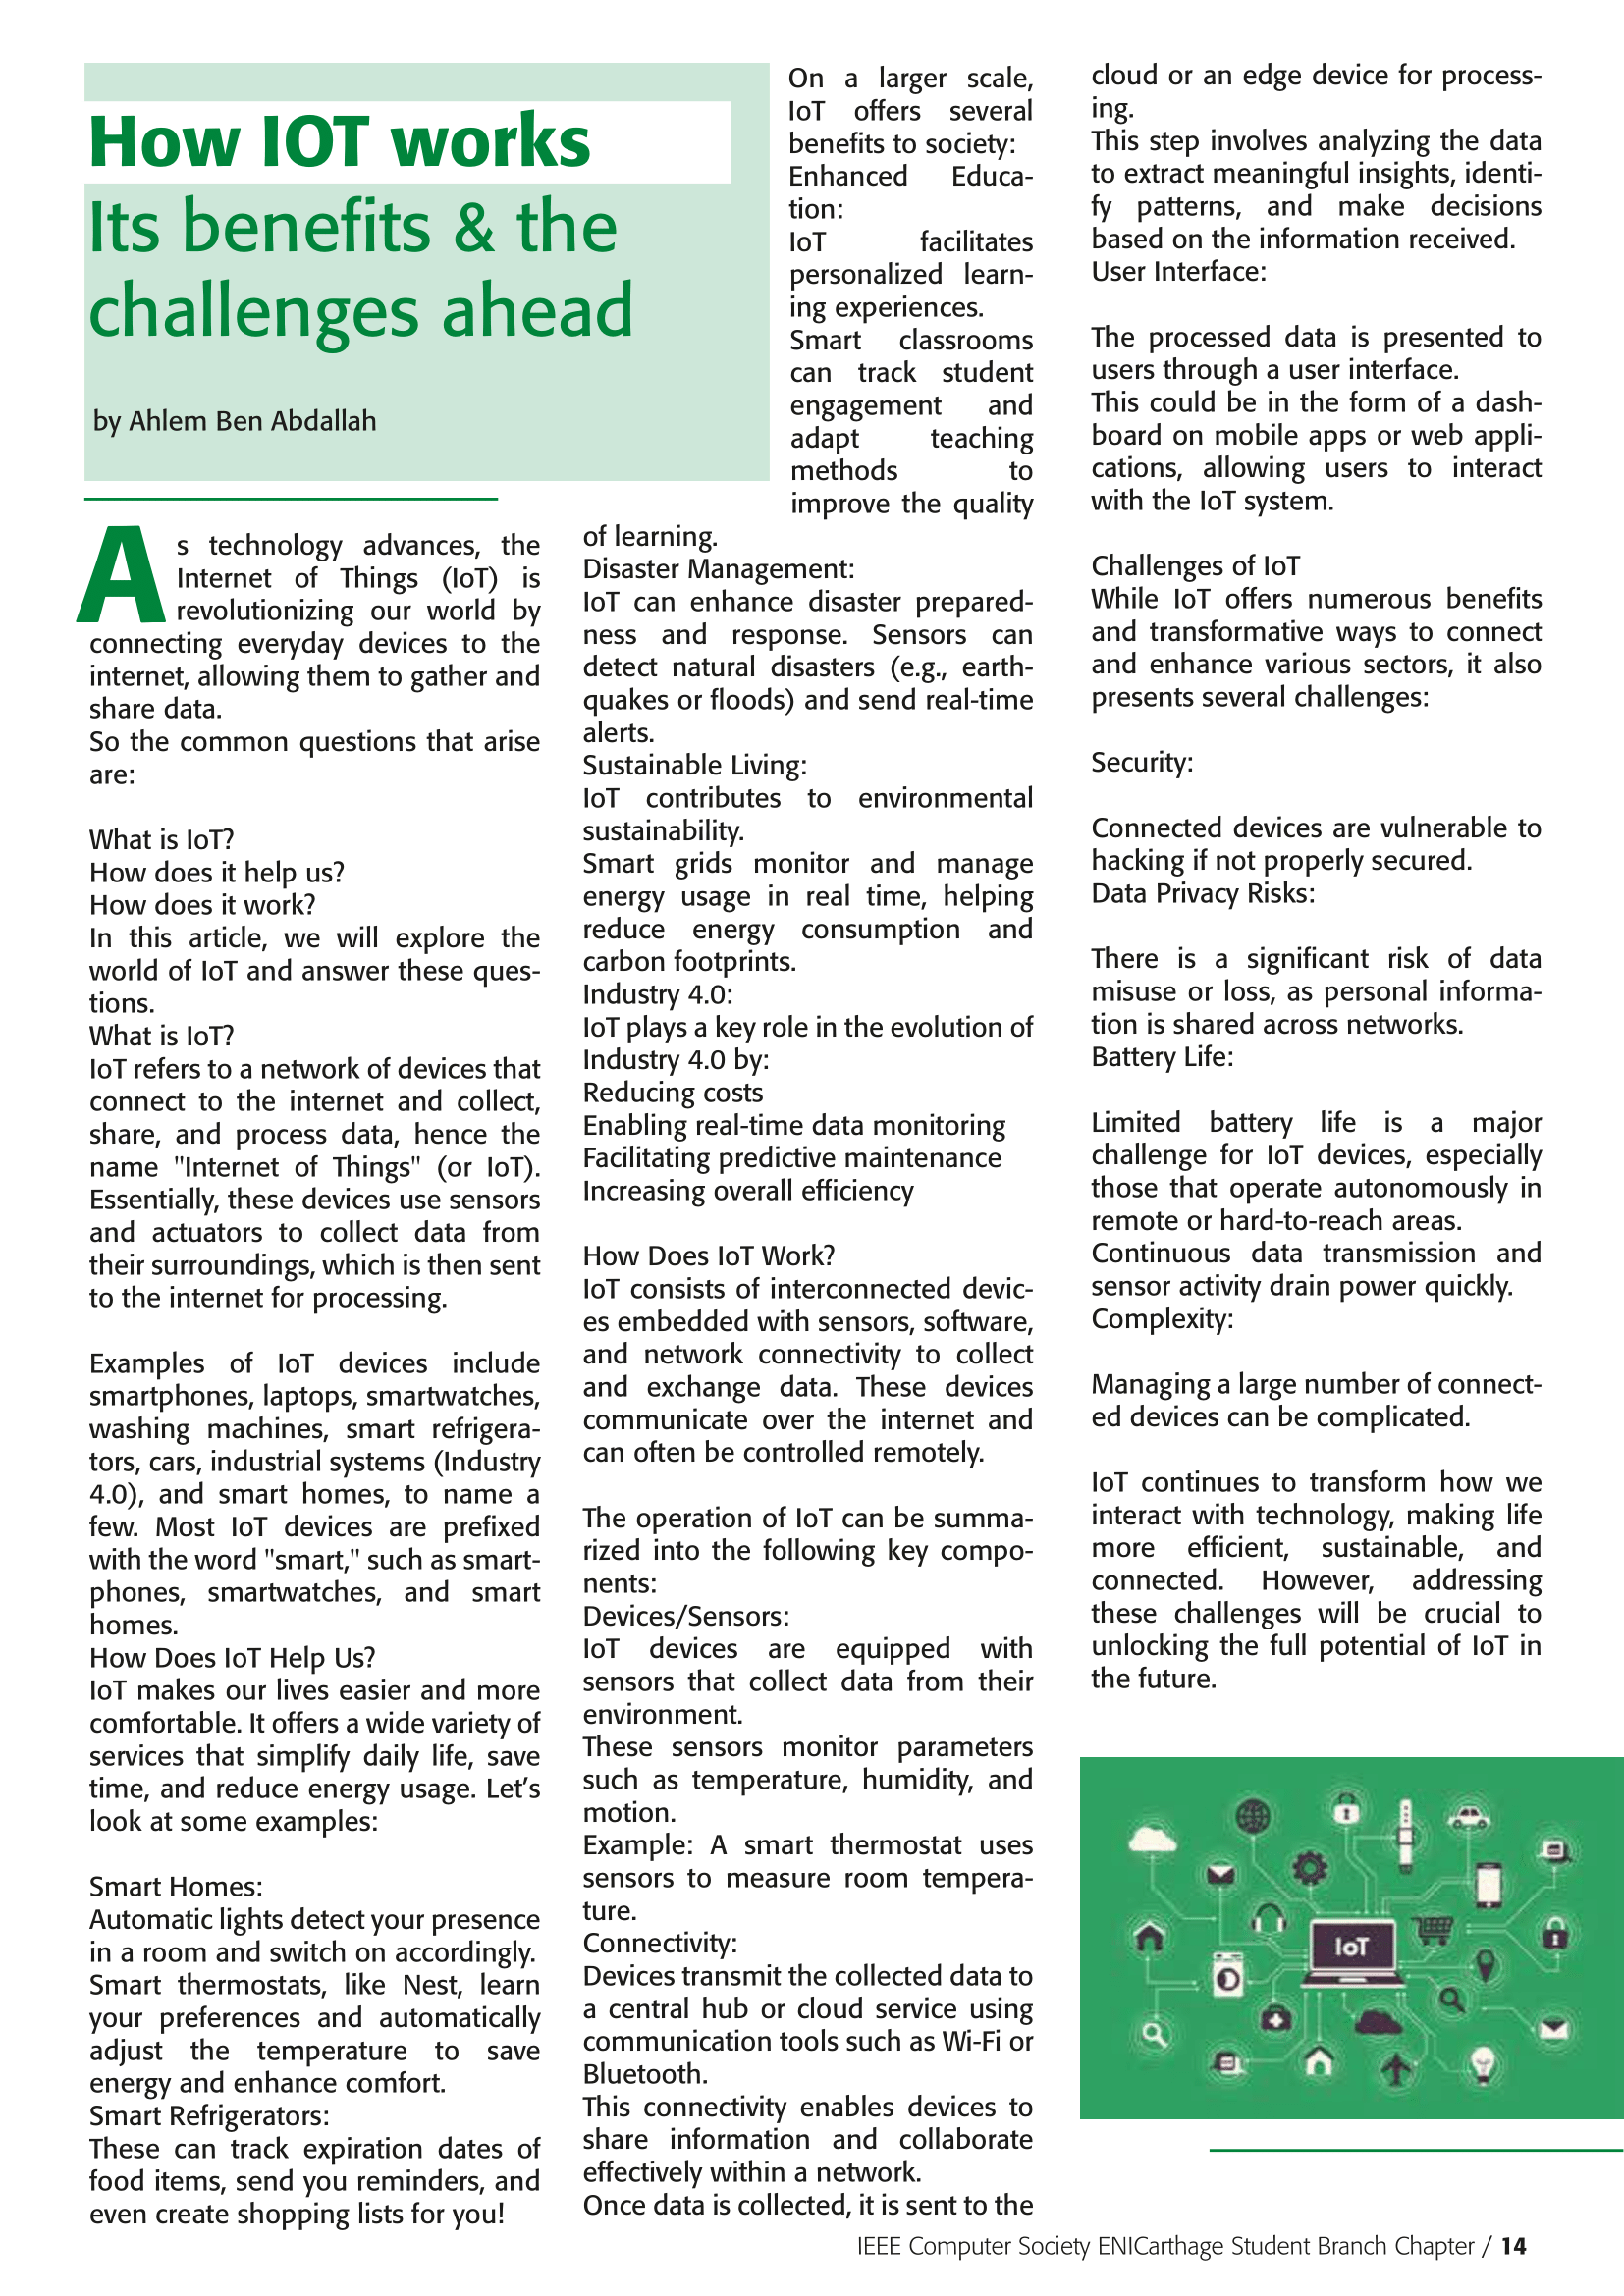 How IOT works
Its benefits & the
challenges ahead
by Ahlem Ben Abdallah
As technology advances, the
Internet of Things (IoT) is
revolutionizing our world by
connecting everyday devices to the
internet, allowing them to gather and
share data.
So the common questions that arise
are:
What is IoT?
How does it help us?
How does it work?
In this article, we will explore the
world of IoT and answer these ques-
tions.
What is IoT?
IoT refers to a network of devices that
connect to the internet and collect,
share, and process data, hence the
name "Internet of Things" (or IoT).
Essentially, these devices use sensors
and actuators to collect data from
their surroundings, which is then sent
to the internet for processing.
Examples of IoT devices include
smartphones, laptops, smartwatches,
washing machines, smart refrigera-
tors, cars, industrial systems (Industry
4.0), and smart homes, to name a
few. Most IoT devices are prefixed
with the word "smart," such as smart-
phones, smartwatches, and smart
homes.
How Does IoT Help Us?
IoT makes our lives easier and more
comfortable. It offers a wide variety of
services that simplify daily life, save
time, and reduce energy usage. Let’s
look at some examples:
Smart Homes:
Automatic lights detect your presence
in a room and switch on accordingly.
Smart thermostats, like Nest, learn
your preferences and automatically
adjust the temperature to save
energy and enhance comfort.
Smart Refrigerators:
These can track expiration dates of
food items, send you reminders, and
even create shopping lists for you!
On a larger scale,
IoT offers several
benefits to society:
Enhanced Educa-
tion:
IoT facilitates
personalized learn-
ing experiences.
Smart classrooms
can track student
engagement and
adapt teaching
methods to
improve the quality
of learning.
Disaster Management:
IoT can enhance disaster prepared-
ness and response. Sensors can
detect natural disasters (e.g., earth-
quakes or floods) and send real-time
alerts.
Sustainable Living:
IoT contributes to environmental
sustainability.
Smart grids monitor and manage
energy usage in real time, helping
reduce energy consumption and
carbon footprints.
Industry 4.0:
IoT plays a key role in the evolution of
Industry 4.0 by:
Reducing costs
Enabling real-time data monitoring
Facilitating predictive maintenance
Increasing overall efficiency
How Does IoT Work?
IoT consists of interconnected devic-
es embedded with sensors, software,
and network connectivity to collect
and exchange data. These devices
communicate over the internet and
can often be controlled remotely.
The operation of IoT can be summa-
rized into the following key compo-
nents:
Devices/Sensors:
IoT devices are equipped with
sensors that collect data from their
environment.
These sensors monitor parameters
such as temperature, humidity, and
motion.
Example: A smart thermostat uses
sensors to measure room tempera-
ture.
Connectivity:
Devices transmit the collected data to
a central hub or cloud service using
communication tools such as Wi-Fi or
Bluetooth.
This connectivity enables devices to
share information and collaborate
effectively within a network.
Once data is collected, it is sent to the
cloud or an edge device for process-
ing.
This step involves analyzing the data
to extract meaningful insights, identi-
fy patterns, and make decisions
based on the information received.
User Interface:
The processed data is presented to
users through a user interface.
This could be in the form of a dash-
board on mobile apps or web appli-
cations, allowing users to interact
with the IoT system.
Challenges of IoT
While IoT offers numerous benefits
and transformative ways to connect
and enhance various sectors, it also
presents several challenges:
Security:
Connected devices are vulnerable to
hacking if not properly secured.
Data Privacy Risks:
There is a significant risk of data
misuse or loss, as personal informa-
tion is shared across networks.
Battery Life:
Limited battery life is a major
challenge for IoT devices, especially
those that operate autonomously in
remote or hard-to-reach areas.
Continuous data transmission and
sensor activity drain power quickly.
Complexity:
Managing a large number of connect-
ed devices can be complicated.
IoT continues to transform how we
interact with technology, making life
more efficient, sustainable, and
connected. However, addressing
these challenges will be crucial to
unlocking the full potential of IoT in
the future.
IoT
IEEE Computer Society ENICarthage Student Branch Chapter / 14